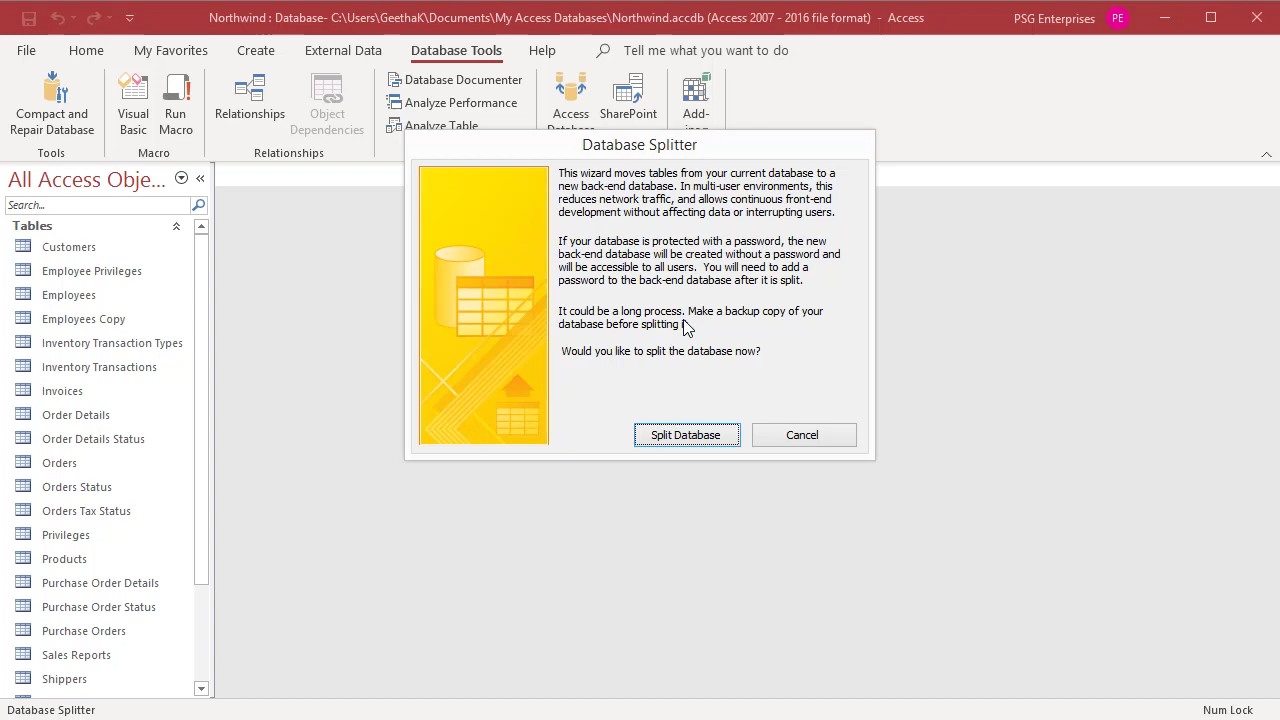 Northwind : Database- C:\Users\GeethaK\Documents\My Access Databases\Northwind.accdb (Access 2007 - 2016 file format) - Access
PSG Enterprises
PE
File Home My Favorites Create External Data Database Tools Help Tell me what you want to do
Compact and
Repair Database
Tools
Visual
Basic
Run
Macro
Macro
Relationships
Object
Dependencies
Relationships
Database Documenter
Analyze Performance
Analyze Table
Access
Database
SharePoint
Add-
ins
All Access Obje...
Search...
Tables
Customers
Employee Privileges
Employees
Employees Copy
Inventory Transaction Types
Inventory Transactions
Invoices
Order Details
Order Details Status
Orders
Orders Status
Orders Tax Status
Privileges
Products
Purchase Order Details
Purchase Order Status
Purchase Orders
Sales Reports
Shippers
Database Splitter
This wizard moves tables from your current database to a
new back-end database. In multi-user environments, this
reduces network traffic, and allows continuous front-end
development without affecting data or interrupting users.
If your database is protected with a password, the new
back-end database will be created without a password and
will be accessible to all users. You will need to add a
password to the back-end database after it is split.
It could be a long process. Make a backup copy of your
database before splitting
Would you like to split the database now?
Split Database
Cancel
Database Splitter
Num Lock